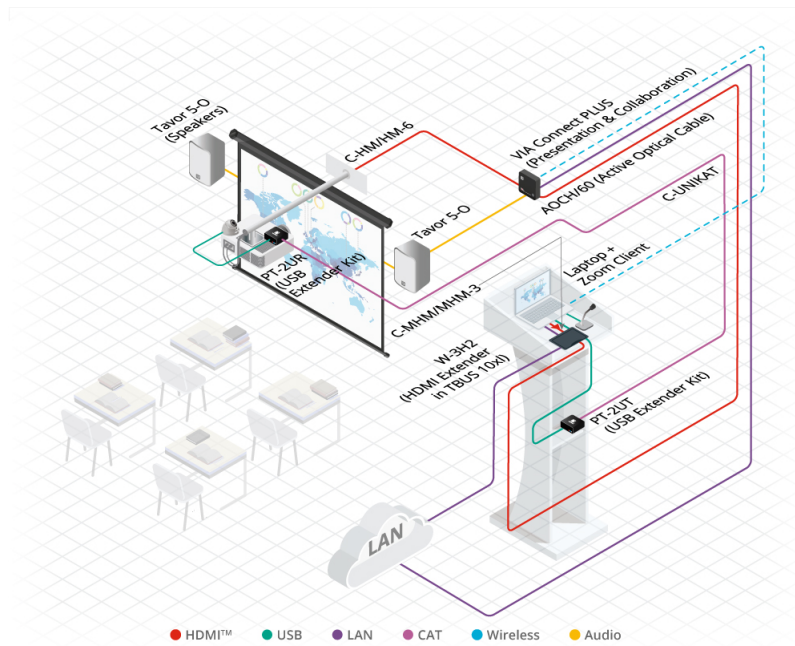 Tavor 5-O
(Speakers)
C-HM/HM-6
VIA Connect PLUS
(Presentation & Collaboration)
AOCH/60 (Active Optical Cable)
C-UNIKAT
Tavor 5-O
PT-2UR
(USB
Extender Kit)
C-MHM/MHM-3
Laptop +
Zoom Client
W-3H2
(HDMI Extender
in TBUS 10xl)
PT-2UT
(USB Extender Kit)
LAN
HDMI™
USB
LAN
CAT
Wireless
Audio